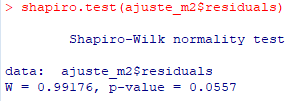 > shapiro.test(ajuste_m2$residuals)
Shapiro-Wilk normality test
data:  ajuste_m2$residuals
W = 0.99176, p-value = 0.0557